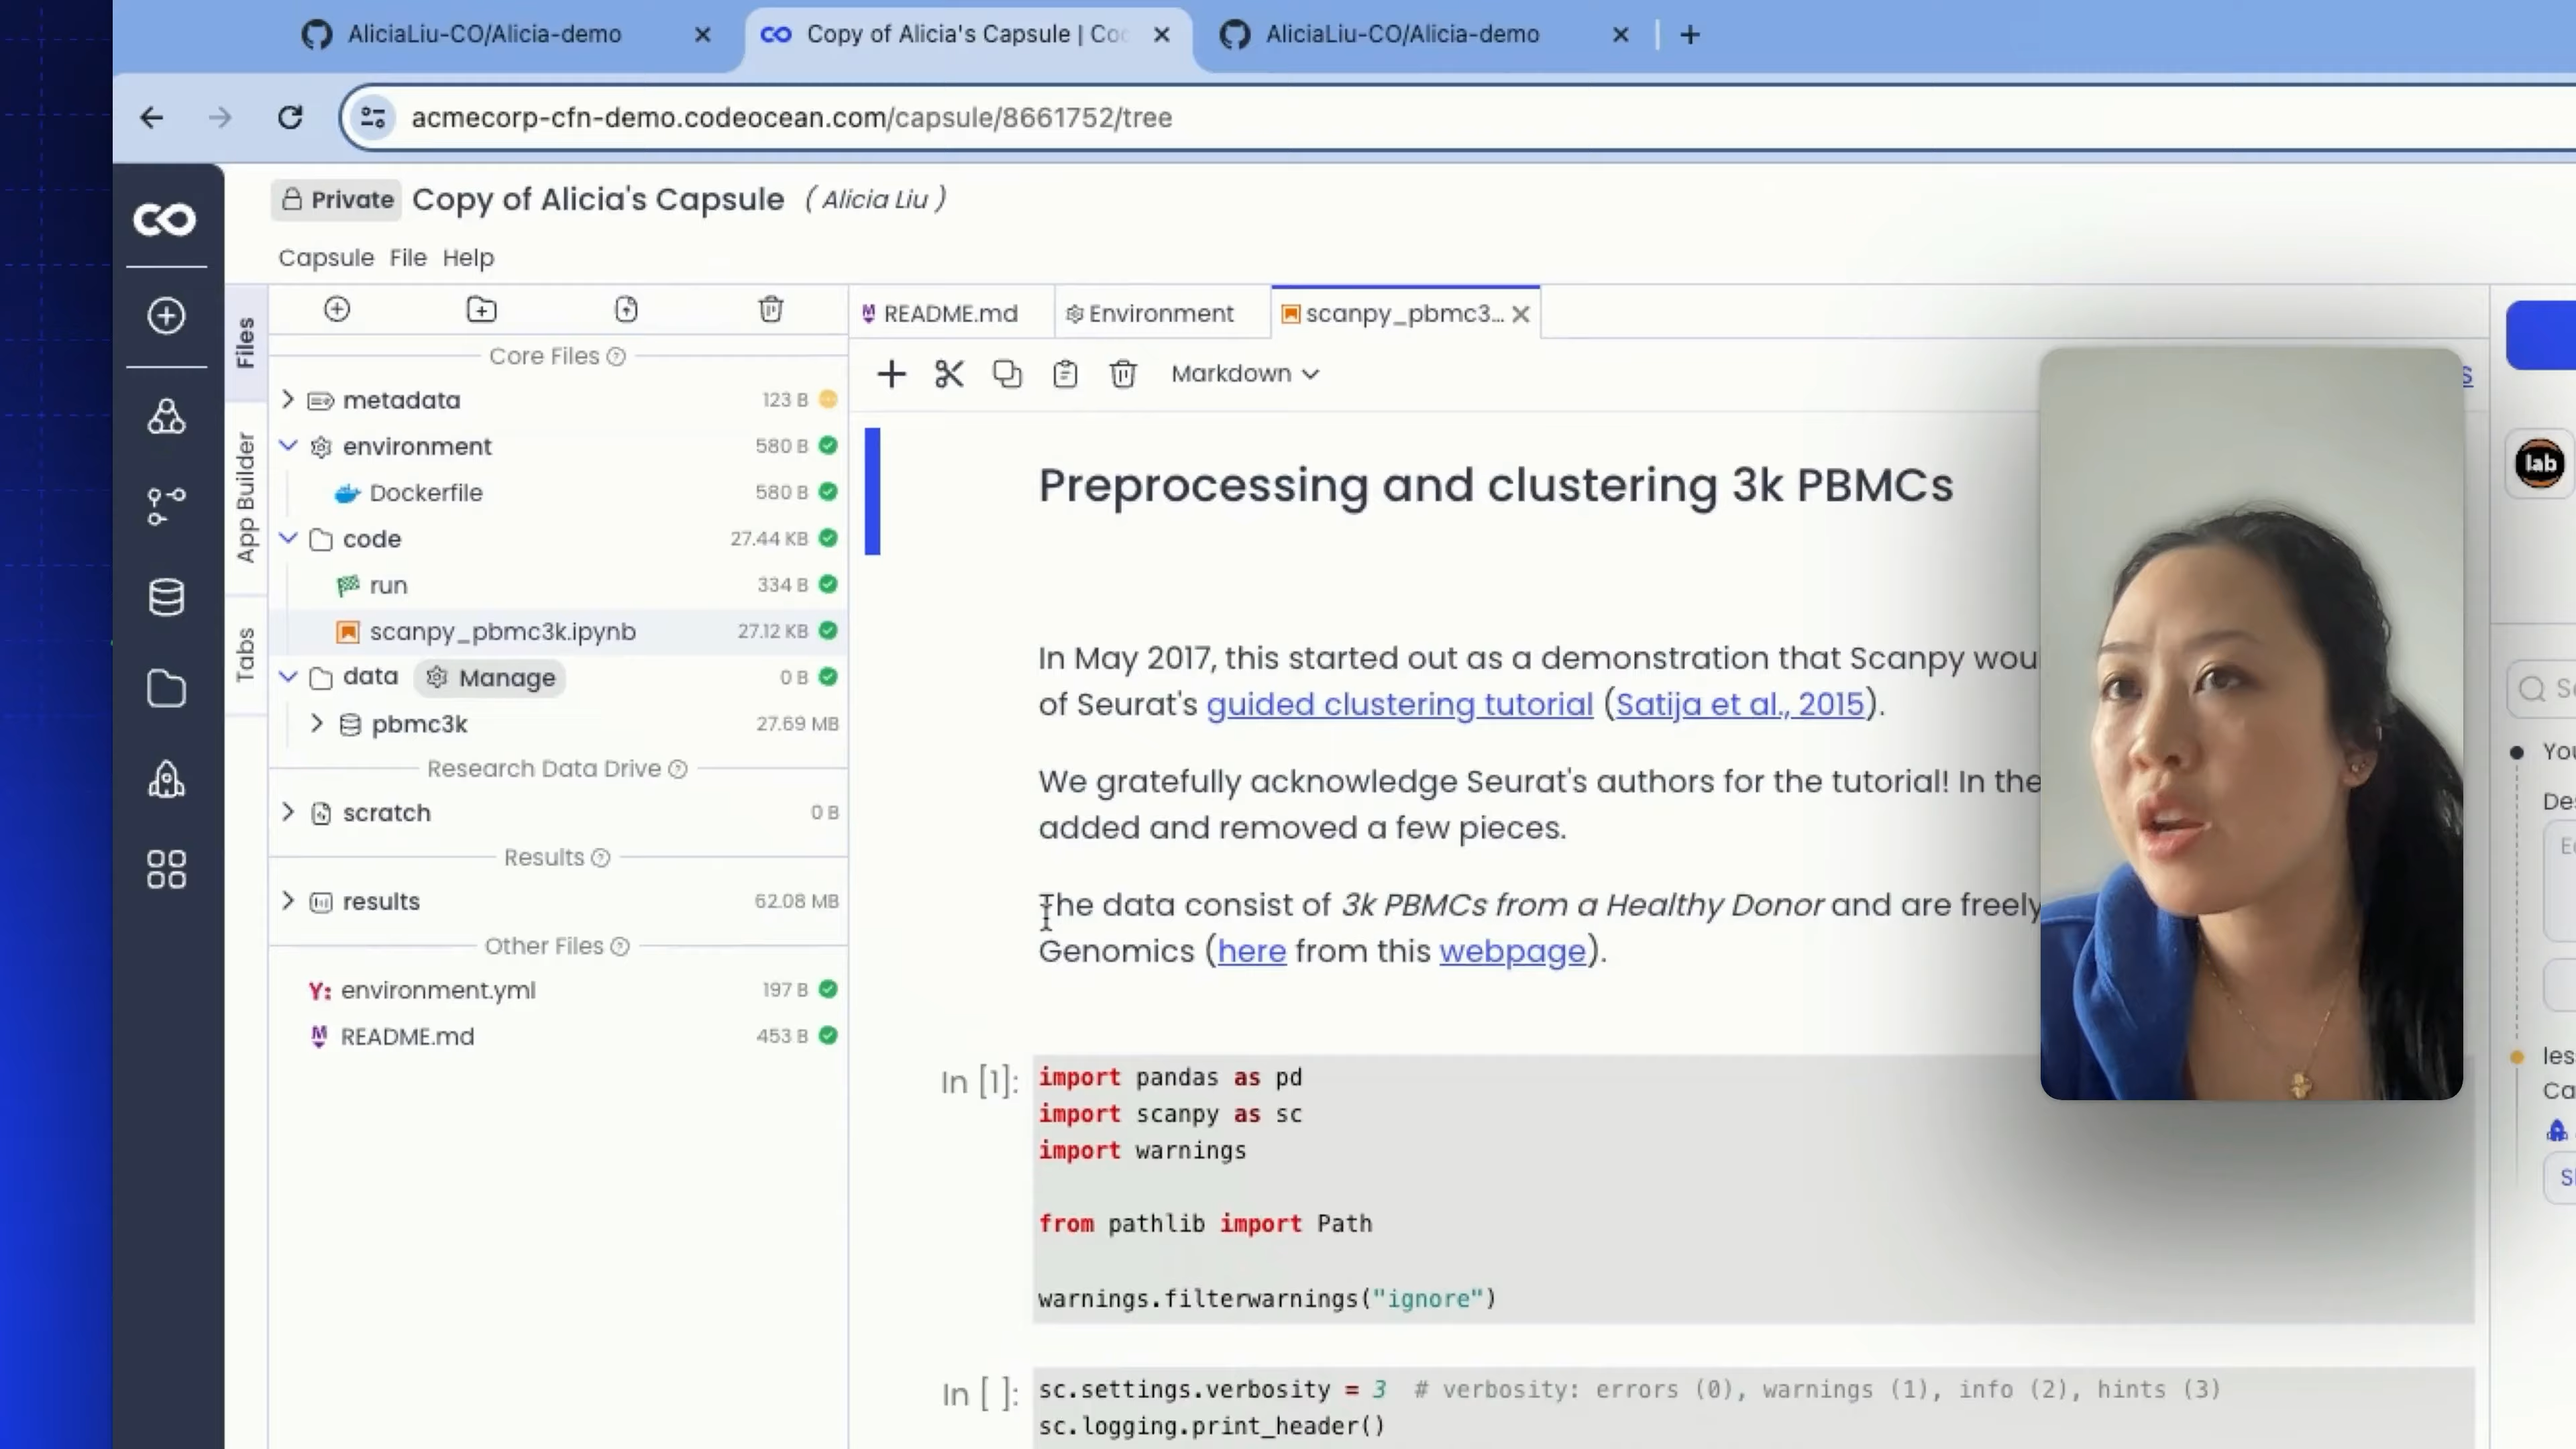 AliciaLiu-CO/Alicia-demo
Copy of Alicia's Capsule | Coc
AliciaLiu-CO/Alicia-demo
acmecorp-cfn-demo.codeocean.com/capsule/8661752/tree
Private Copy of Alicia's Capsule ( Alicia Liu )
Capsule File Help
Files
App Builder
Tabs
Core Files
metadata 123 B
environment 580 B
Dockerfile 580 B
code 27.44 KB
run 334 B
scanpy_pbmc3k.ipynb 27.12 KB
data Manage 0 B
pbmc3k 27.69 MB
Research Data Drive
scratch 0 B
Results
results 62.08 MB
Other Files
environment.yml 197 B
README.md 453 B
README.md Environment scanpy_pbmc3...
Markdown
Preprocessing and clustering 3k PBMCs
In May 2017, this started out as a demonstration that Scanpy wou
of Seurat's guided clustering tutorial (Satija et al., 2015).
We gratefully acknowledge Seurat's authors for the tutorial! In the
added and removed a few pieces.
The data consist of 3k PBMCs from a Healthy Donor and are freely
Genomics (here from this webpage).
In [1]:
import pandas as pd
import scanpy as sc
import warnings
from pathlib import Path
warnings.filterwarnings("ignore")
In [ ]:
sc.settings.verbosity = 3 # verbosity: errors (0), warnings (1), info (2), hints (3)
sc.logging.print_header()
lab